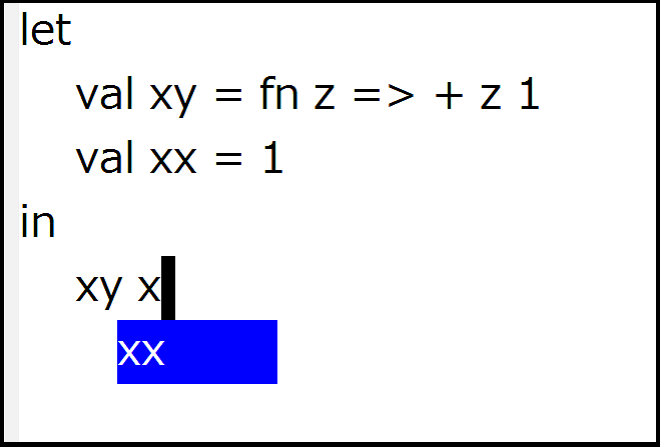 let
val xy = fn z => + z 1
val xx = 1
in
xy x
xx